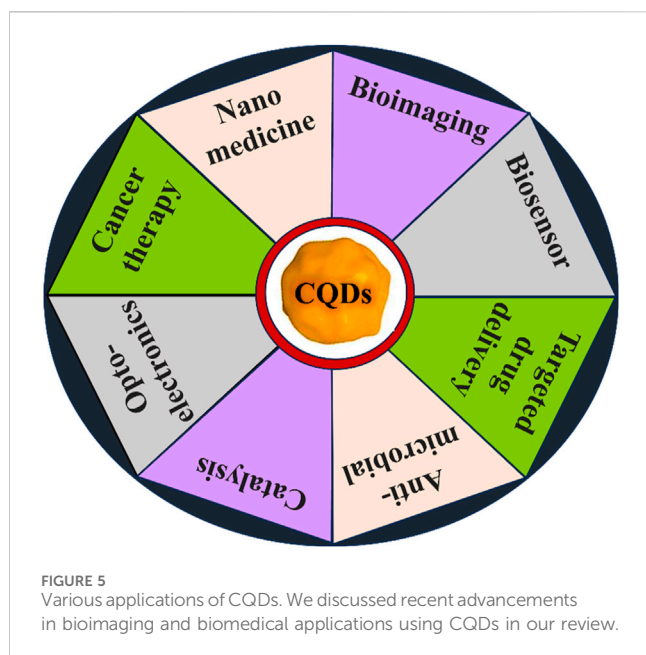 Nano
medicine
Bioimaging
Biosensor
Targeted
drug
delivery
Anti-
microbial
Catalysis
Opto-
electronics
Cancer
therapy
CQDs
FIGURE 5
Various applications of CQDs. We discussed recent advancements
in bioimaging and biomedical applications using CQDs in our review.